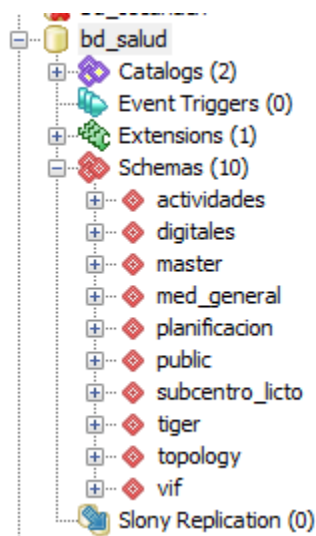 bd_salud
Catalogs (2)
Event Triggers (0)
Extensions (1)
Schemas (10)
actividades
digitales
master
med_general
planificacion
public
subcentro_licto
tiger
topology
vif
Slony Replication (0)